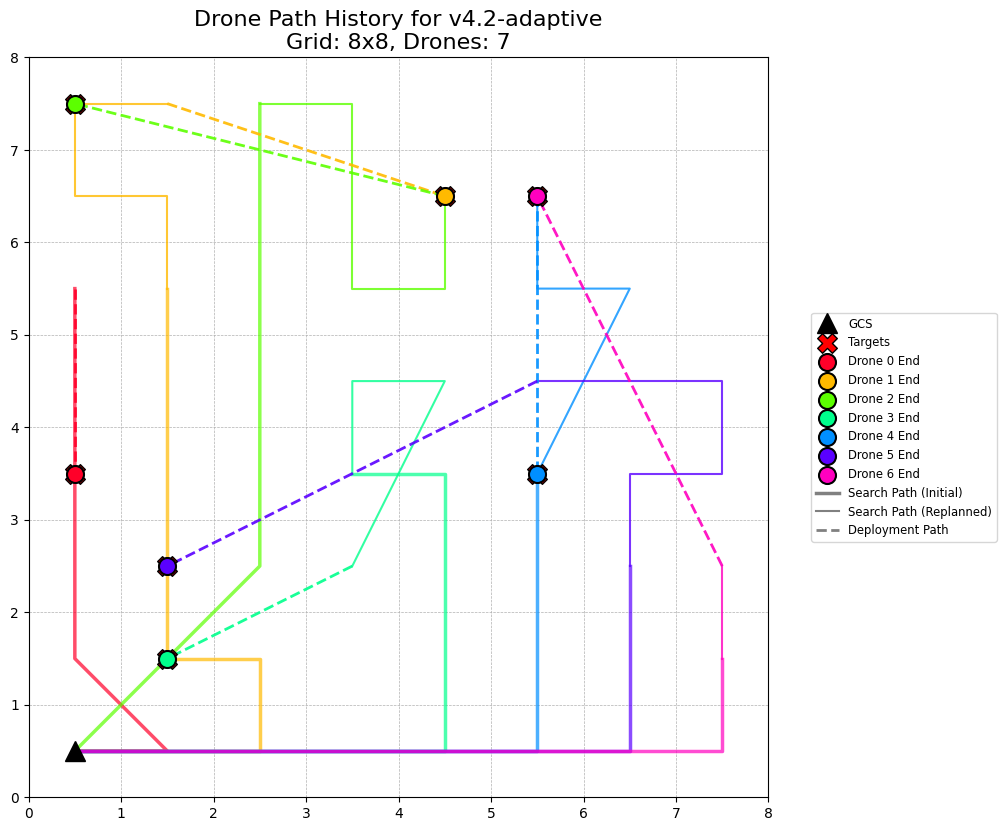 Drone Path History for v4.2-adaptive
Grid: 8x8, Drones: 7
8
7
6
5
4
3
2
1
0
0 1 2 3 4 5 6 7 8
GCS
Targets
Drone 0 End
Drone 1 End
Drone 2 End
Drone 3 End
Drone 4 End
Drone 5 End
Drone 6 End
Search Path (Initial)
Search Path (Replanned)
Deployment Path